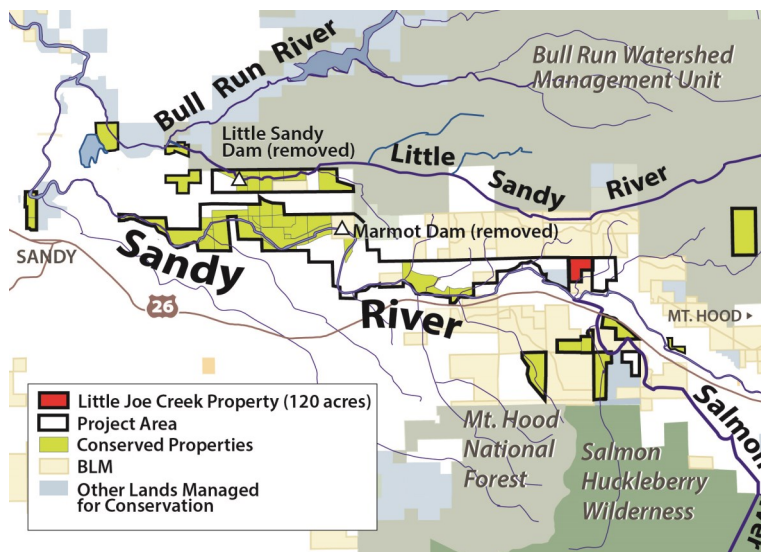 Bull Run River
Bull Run Watershed
Management Unit
Little Sandy
Dam (removed)
Little Sandy River
Marmot Dam (removed)
SANDY
Sandy River
26
MT. HOOD
Salmon River
Little Joe Creek Property (120 acres)
Project Area
Conserved Properties
BLM
Other Lands Managed
for Conservation
Mt. Hood
National
Forest
Salmon
Huckleberry
Wilderness